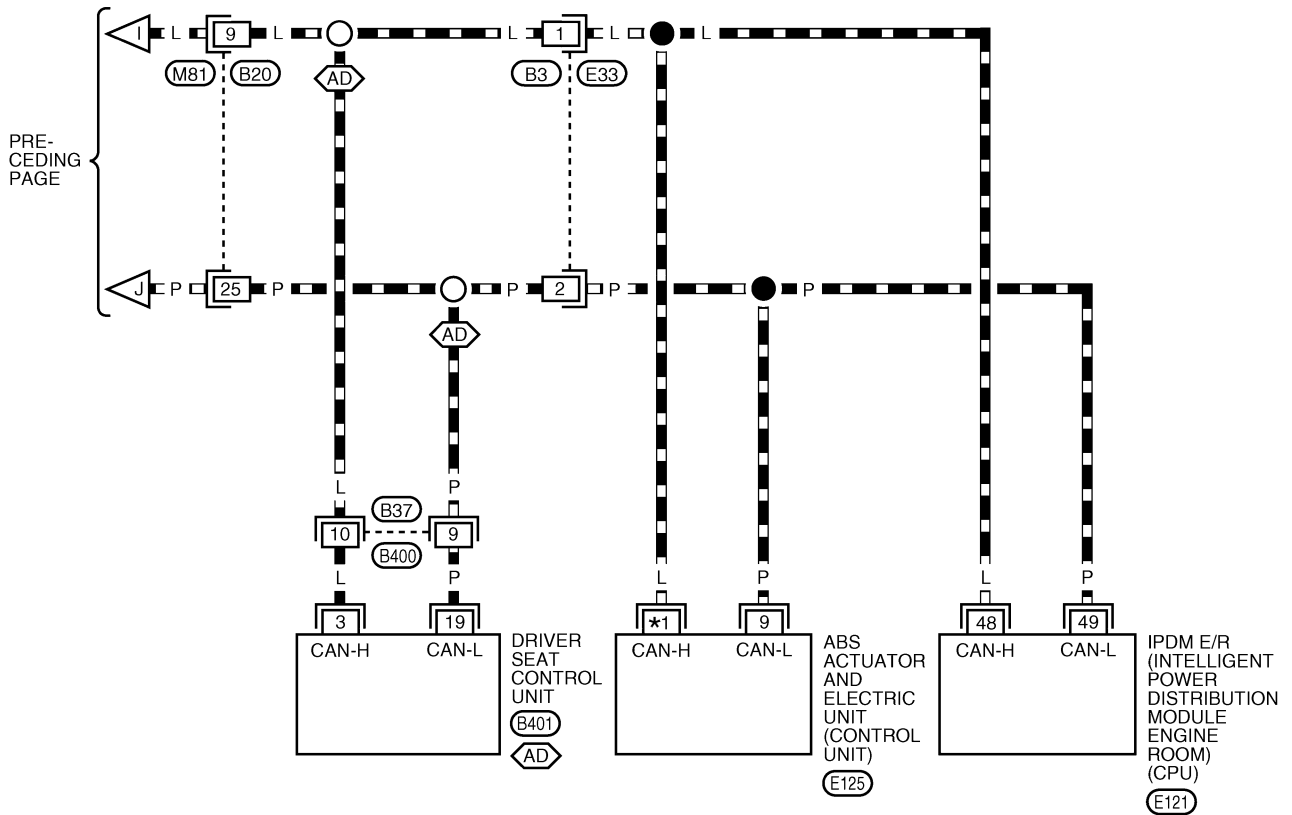 I L 9 L L 1 L L
M81 B20 AD B3 E33
PRE-
CEDING
PAGE
J P 25 P P 2 P P
AD
L P
B37
10 9
B400
L P L P L P
3 19 *1 9 48 49
CAN-H CAN-L CAN-H CAN-L CAN-H CAN-L
DRIVER
SEAT
CONTROL
UNIT
B401
AD
ABS
ACTUATOR
AND
ELECTRIC
UNIT
(CONTROL
UNIT)
E125
IPDM E/R
(INTELLIGENT
POWER
DISTRIBUTION
MODULE
ENGINE
ROOM)
(CPU)
E121